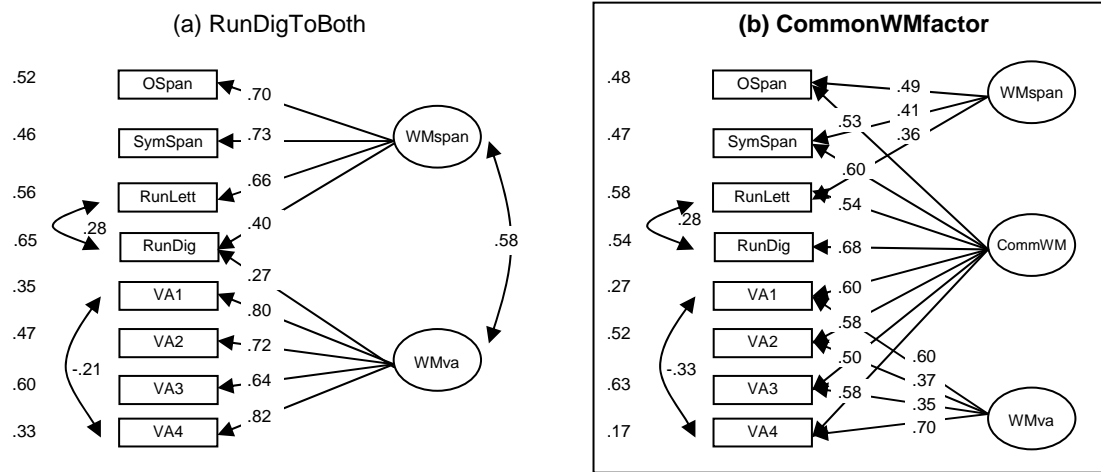 (a) RunDigToBoth
.52
OSpan
.70
WMspan
.46
SymSpan
.73
.56
RunLett
.66
.28
.40
.65
RunDig
.58
.27
.35
VA1
.80
.47
VA2
.72
WMva
-.21
.60
VA3
.64
.82
.33
VA4
(b) CommonWMfactor
.48
OSpan
.49
WMspan
.41
.53
.47
SymSpan
.36
.60
.58
RunLett
.54
.28
.54
RunDig
.68
CommWM
.27
VA1
.60
.58
.52
VA2
.60
.50
.37
-.33
.63
VA3
.58
.35
WMva
.70
.17
VA4